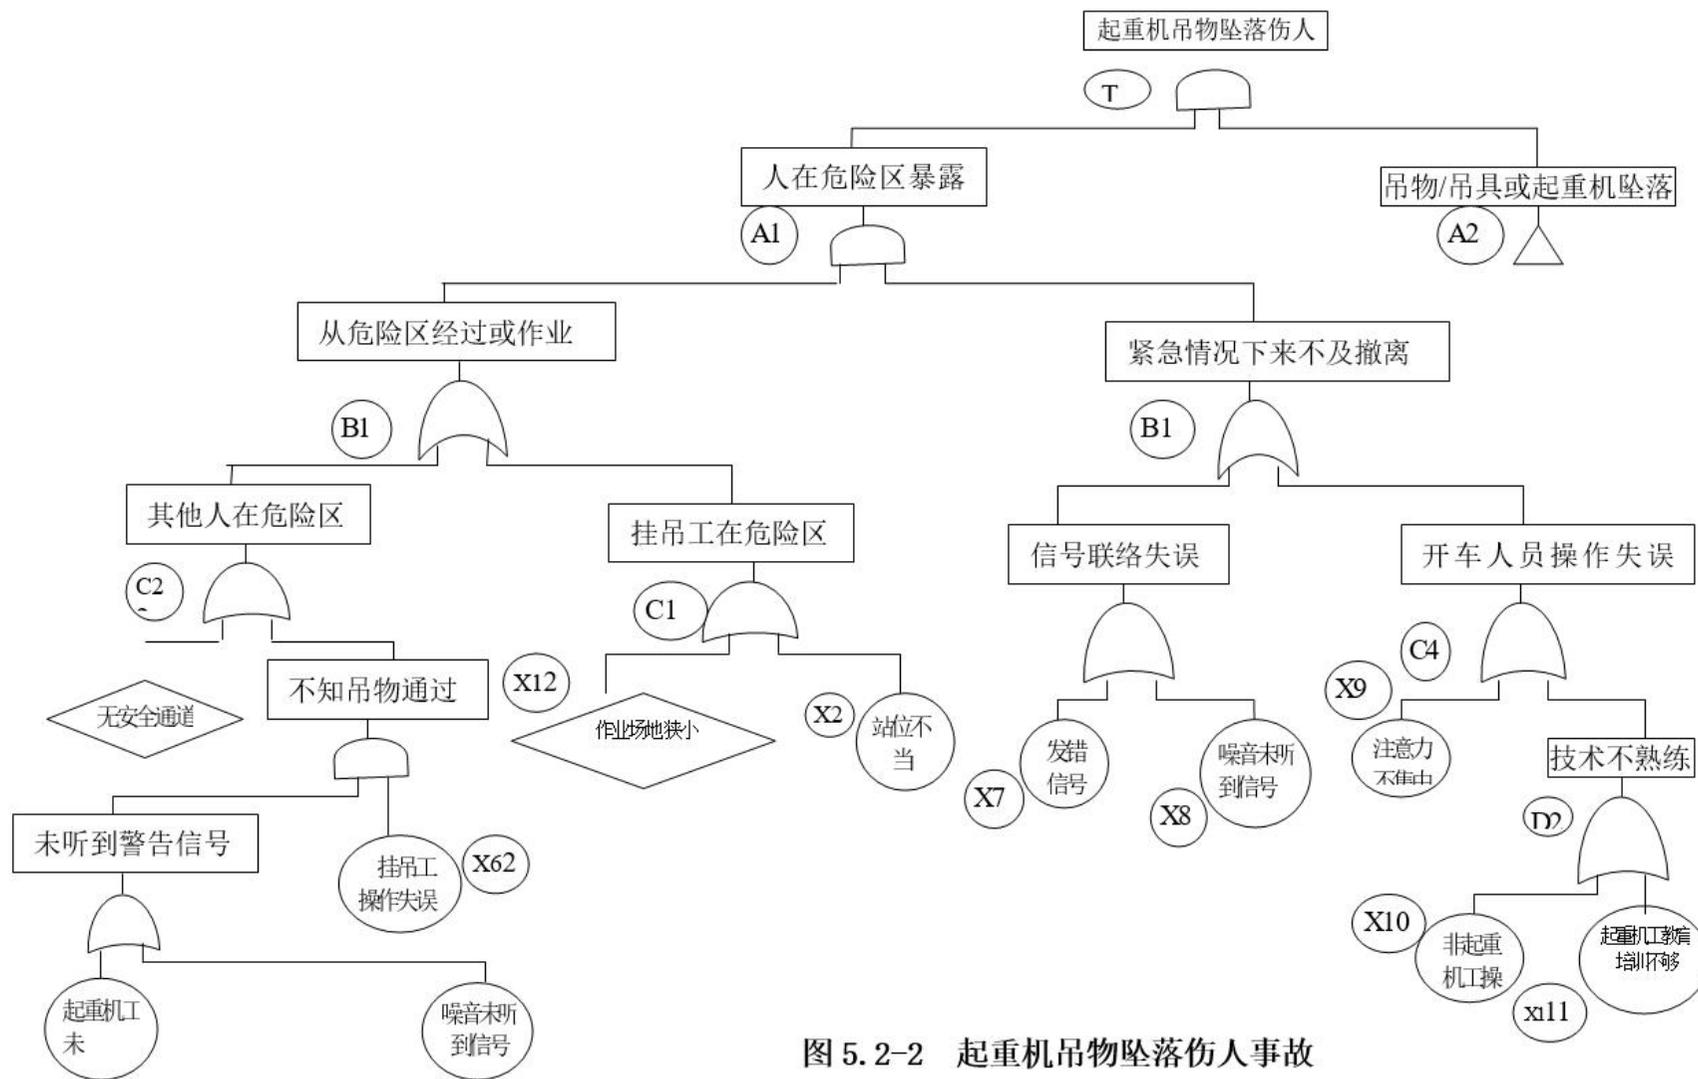 起重机吊物坠落伤人
T
人在危险区暴露
吊物/吊具或起重机坠落
A1
A2
从危险区经过或作业
紧急情况下来不及撤离
B1
B1
其他人在危险区
挂吊工在危险区
信号联络失误
开车人员操作失误
C2
C1
C4
不知吊物通过
X12
X9
无安全通道
作业场地狭小
X2
站位不
当
发错
信号
X7
噪音未听
到信号
X8
注意力
不集中
技术不熟练
D2
未听到警告信号
挂吊工
操作失误
X62
X10
非起重
机工操
起重机工教育
培训不够
X111
起重机工
未
噪音未听
到信号
图 5.2-2 起重机吊物坠落伤人事故